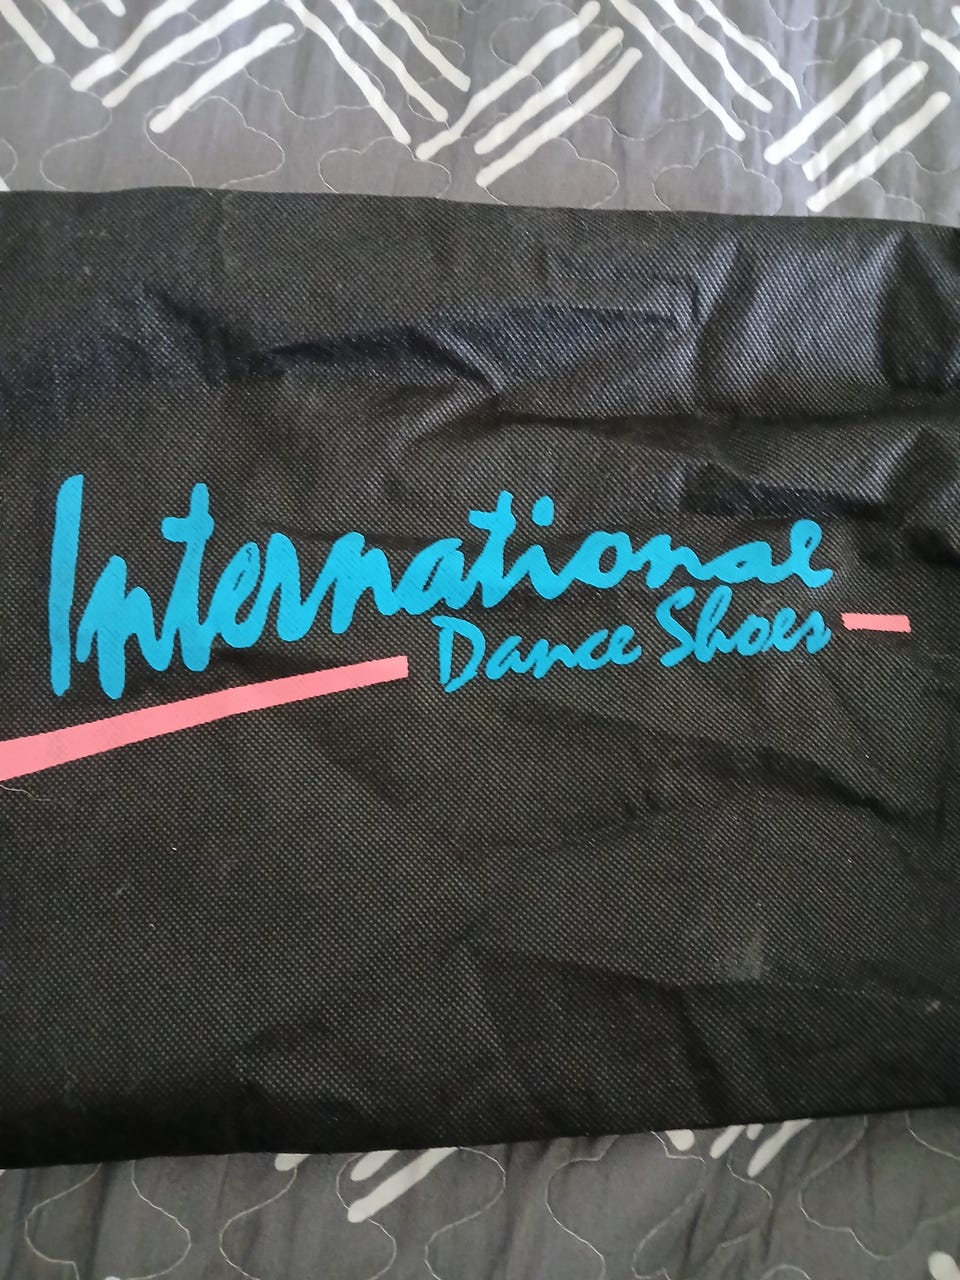 International
Dance Shoes